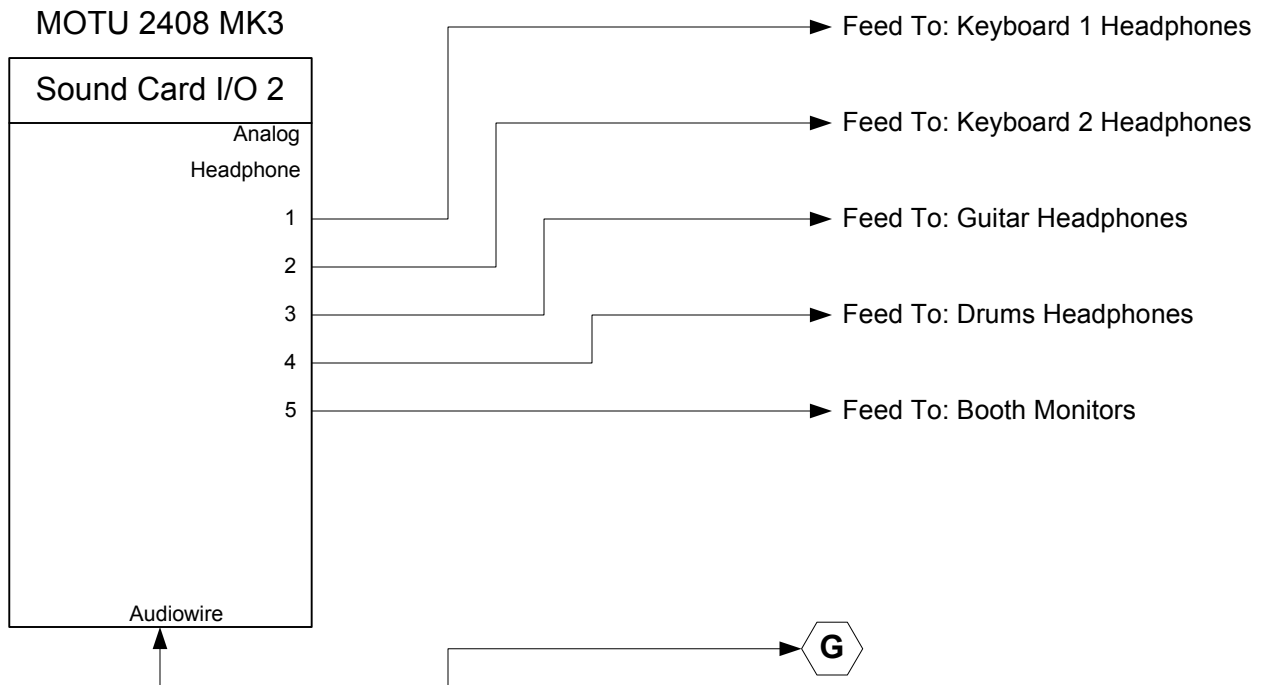 MOTU 2408 MK3
Sound Card I/O 2
Analog
Headphone
1
2
3
4
5
Audiowire
Feed To: Keyboard 1 Headphones
Feed To: Keyboard 2 Headphones
Feed To: Guitar Headphones
Feed To: Drums Headphones
Feed To: Booth Monitors
G